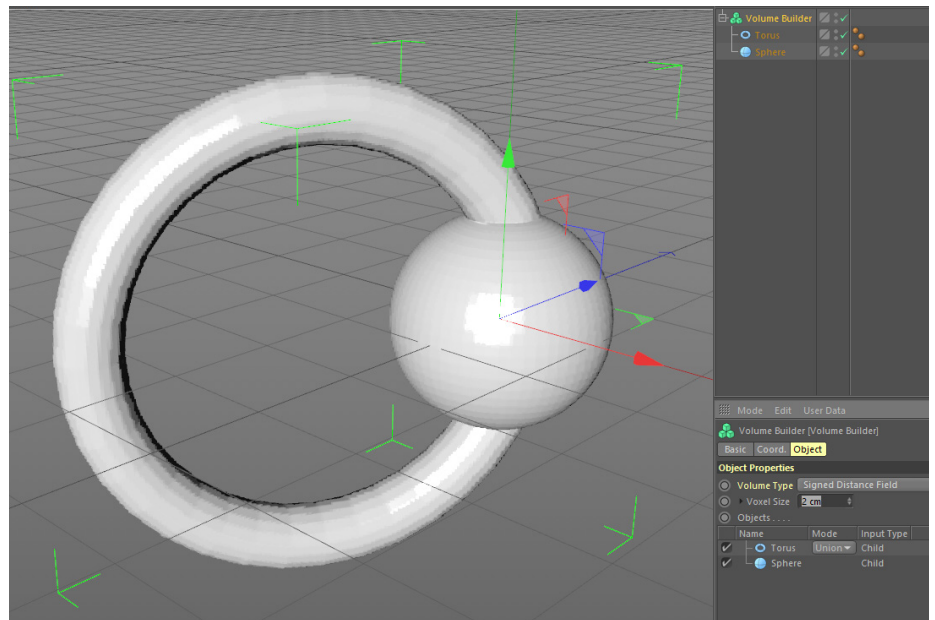 Volume Builder
Torus
Sphere
Mode Edit User Data
Volume Builder [Volume Builder]
Basic Coord. Object
Object Properties
Volume Type Signed Distance Field
Voxel Size 2 cm
Objects . . . .
Name Mode Input Type
Torus Union Child
Sphere Child